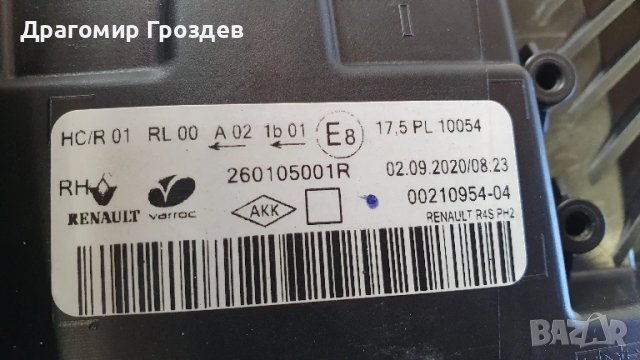 Драгомир Гроздев
HC/R 01 RL 00 A 02 1b 01 E8 17,5 PL 10054
260105001R 02.09.2020/08.23
RH RENAULT varroc AKK 00210954-04
RENAULT R4S PH2
BAZAR